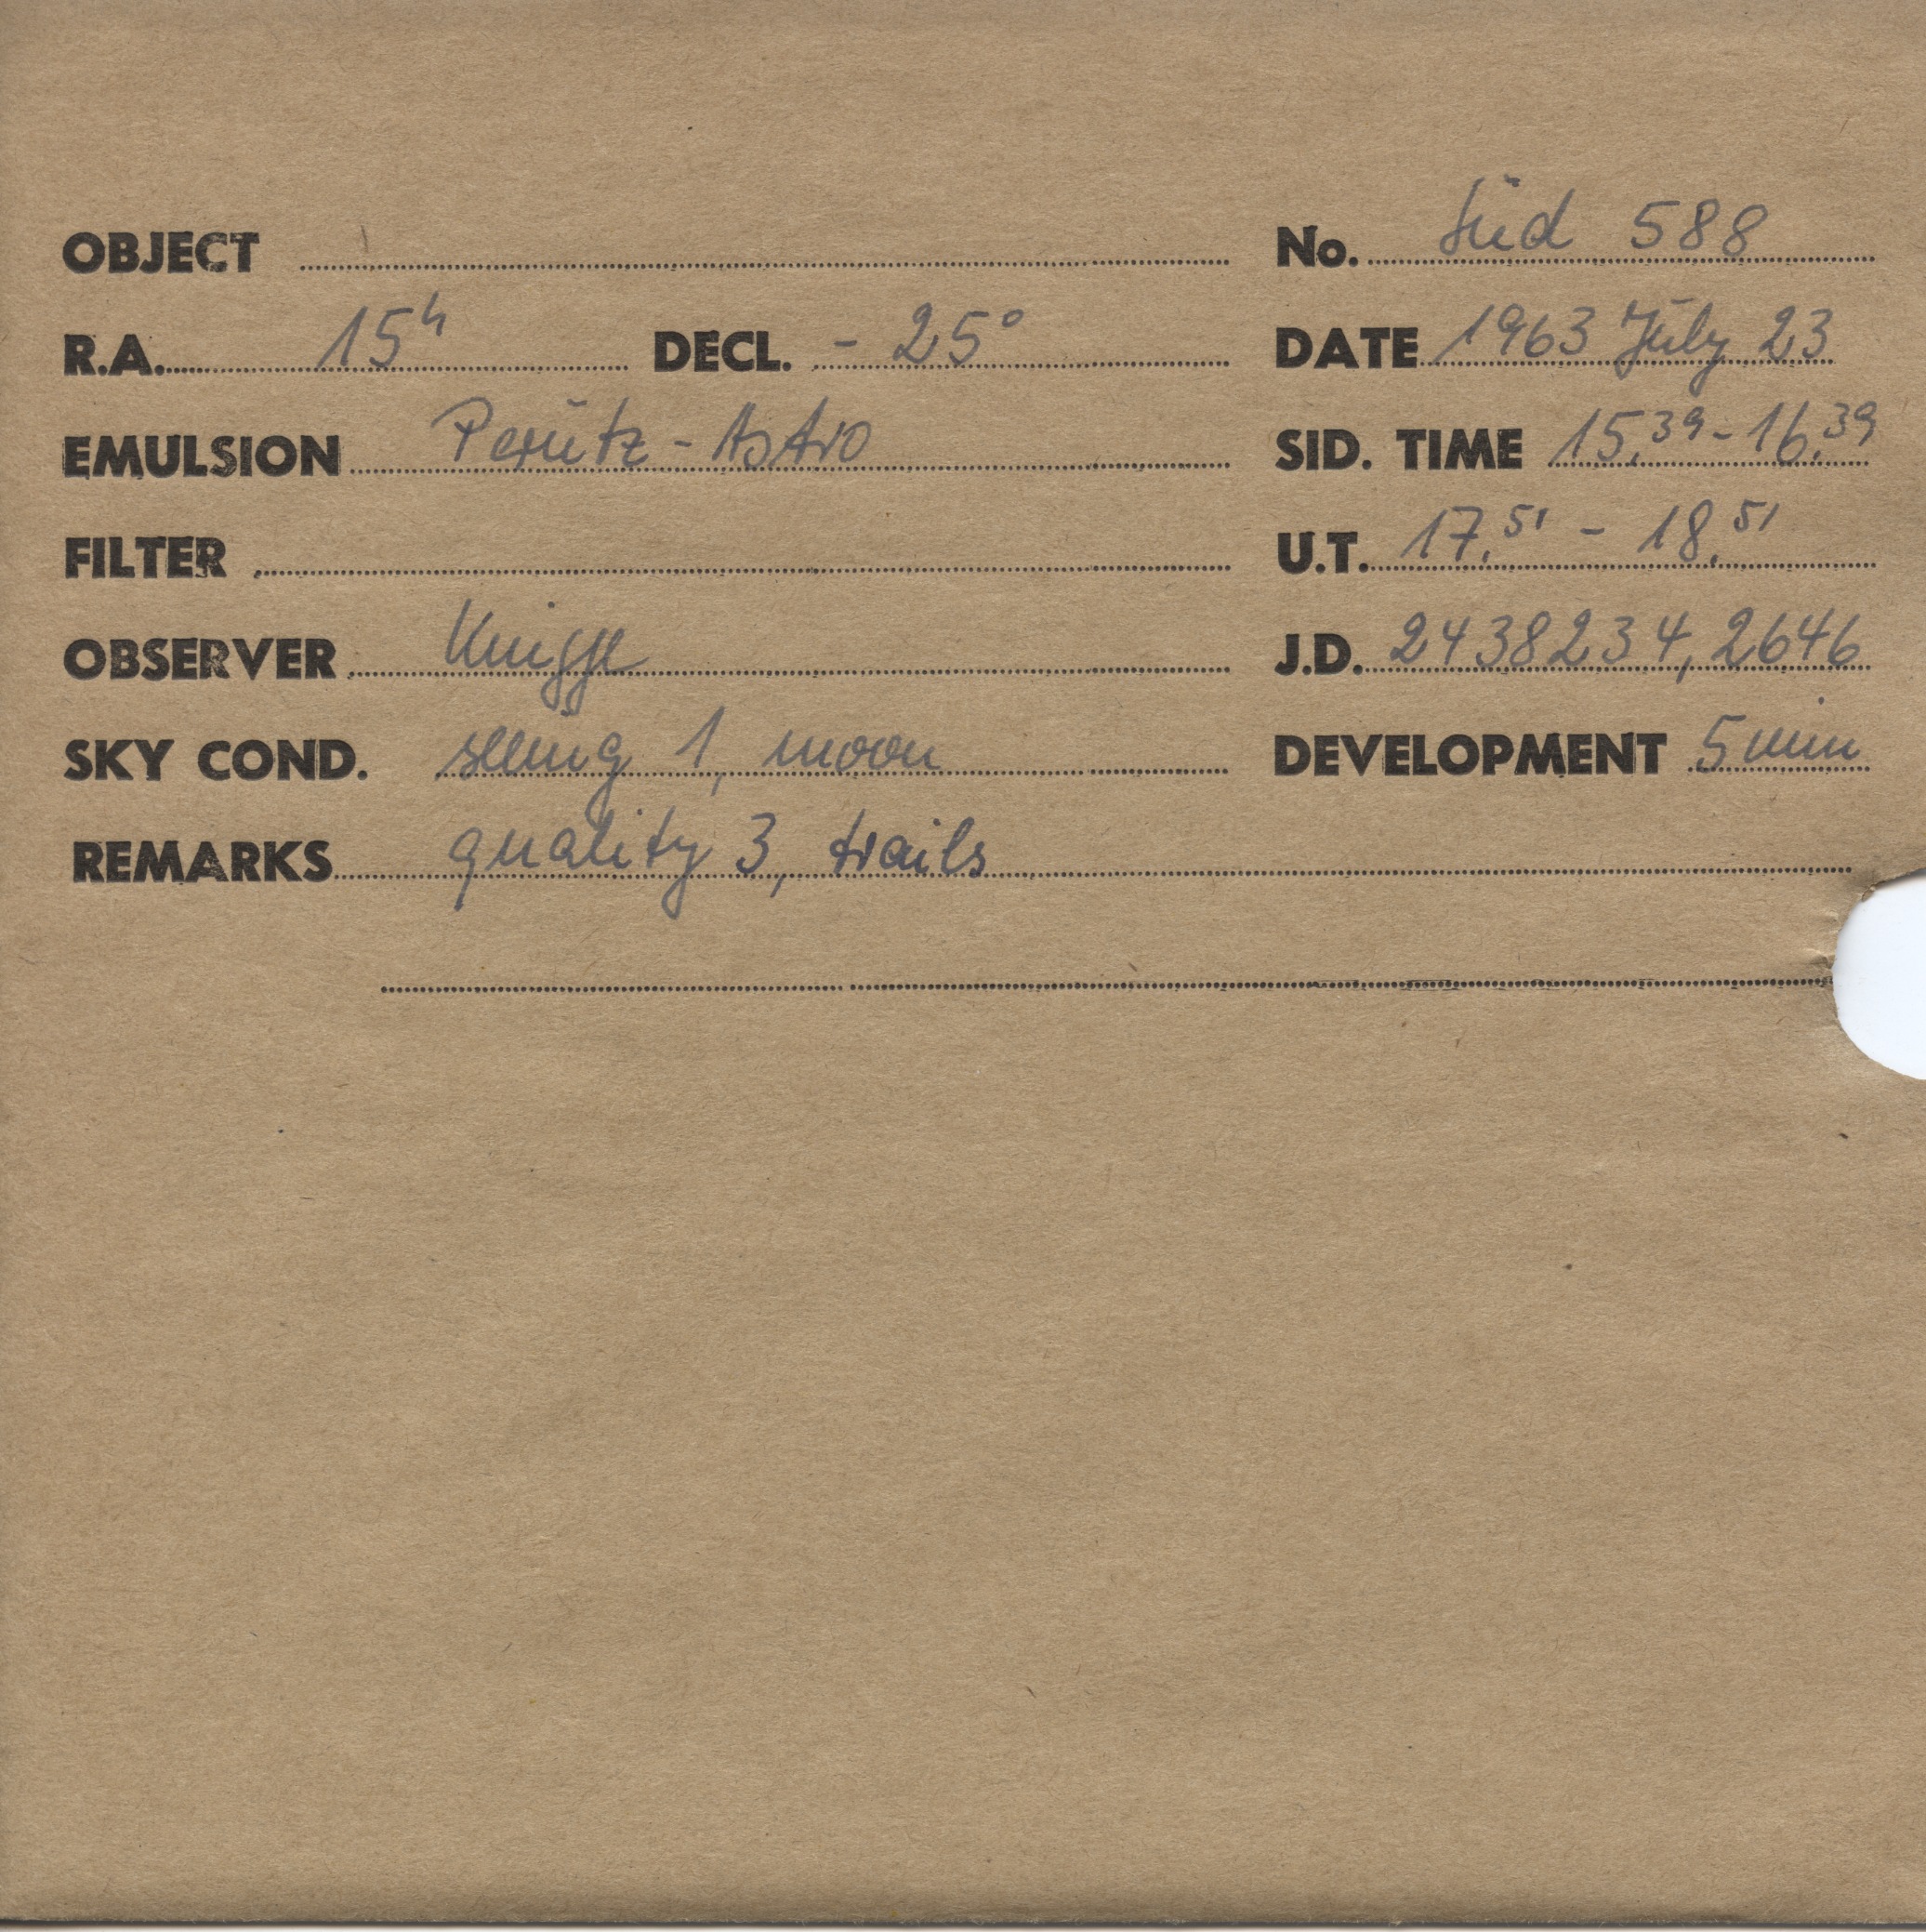 OBJECT No. Süd 588
R.A. 15h DECL. - 25° DATE 1963 July 23
EMULSION Perutz - Astro SID. TIME 15.39 - 16.39
FILTER U.T. 17.51 - 18.51
OBSERVER Knigge J.D. 2438234,2646
SKY COND. seeing 1, moon DEVELOPMENT 5 min
REMARKS quality 3, trails